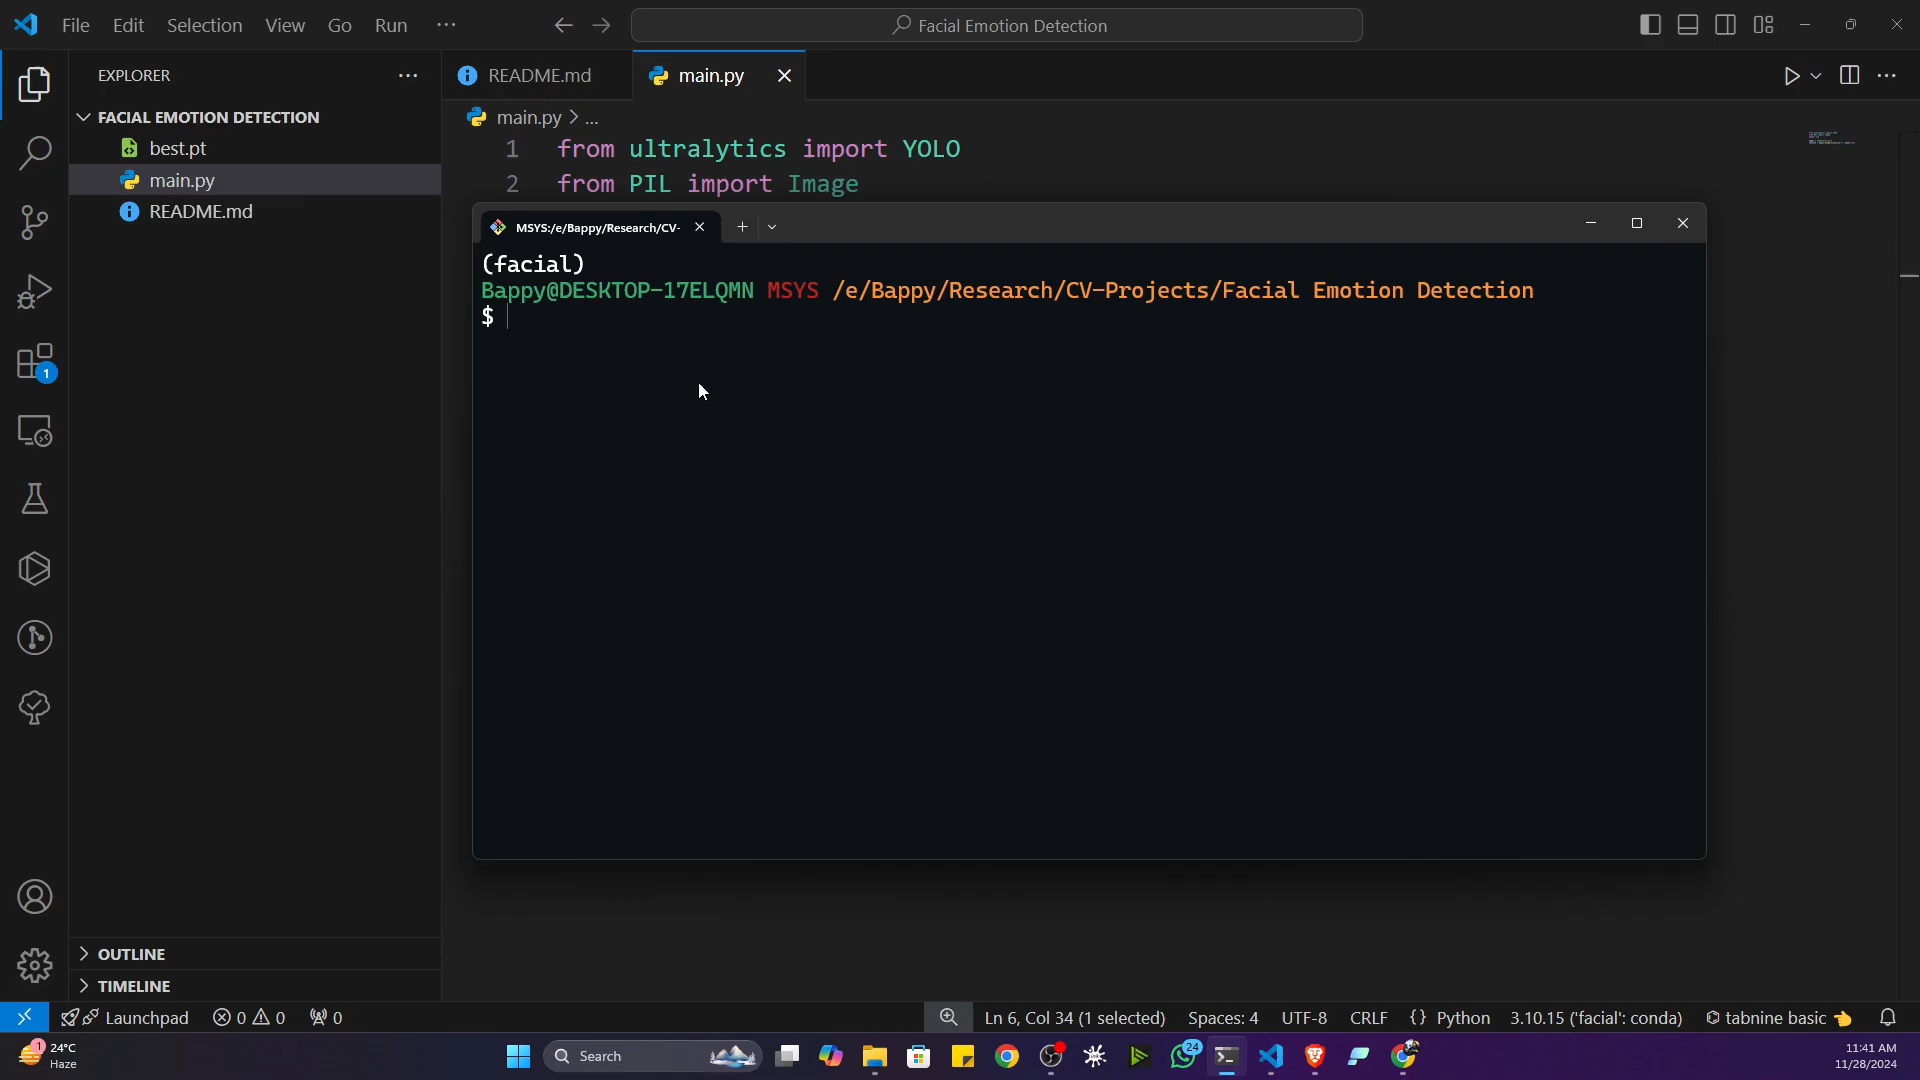 File Edit Selection View Go Run ···
Facial Emotion Detection
EXPLORER
README.md
main.py
FACIAL EMOTION DETECTION
best.pt
main.py
README.md
main.py > ...
1 from ultralytics import YOLO
2 from PIL import Image
MSYS:/e/Bappy/Research/CV-
(facial)
Bappy@DESKTOP-17ELQMN MSYS /e/Bappy/Research/CV-Projects/Facial Emotion Detection
$
1
OUTLINE
TIMELINE
Launchpad 0 0 0
Ln 6, Col 34 (1 selected) Spaces: 4 UTF-8 CRLF {} Python 3.10.15 ('facial': conda) tabnine basic
1
24°C
Haze
Search
24
11:41 AM
11/28/2024